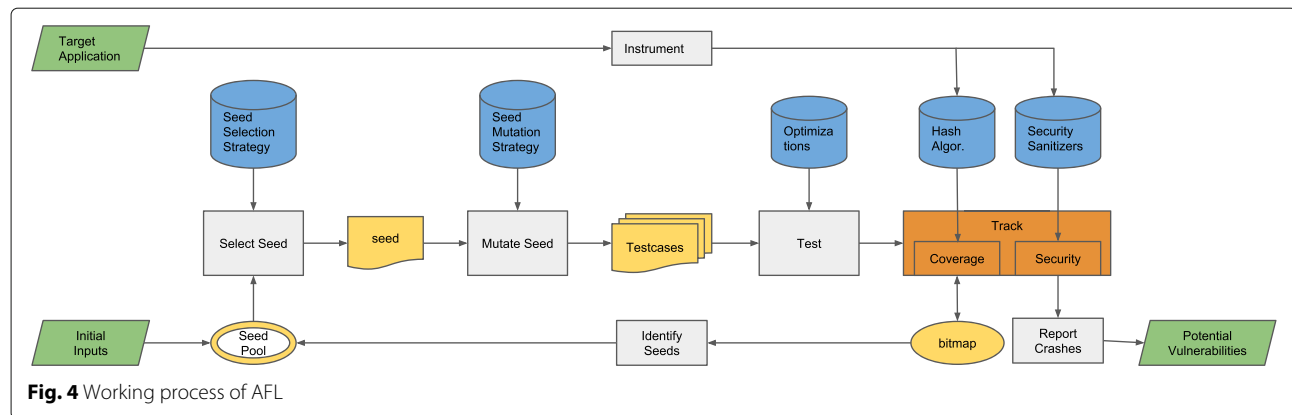 Target
Application
Instrument
Seed
Selection
Strategy
Seed
Mutation
Strategy
Optimiza
tions
Hash
Algor.
Security
Sanitizers
Select Seed
seed
Mutate Seed
Testcases
Test
Track
Coverage
Security
Initial
Inputs
Seed
Pool
Identify
Seeds
bitmap
Report
Crashes
Potential
Vulnerabilities
Fig. 4 Working process of AFL